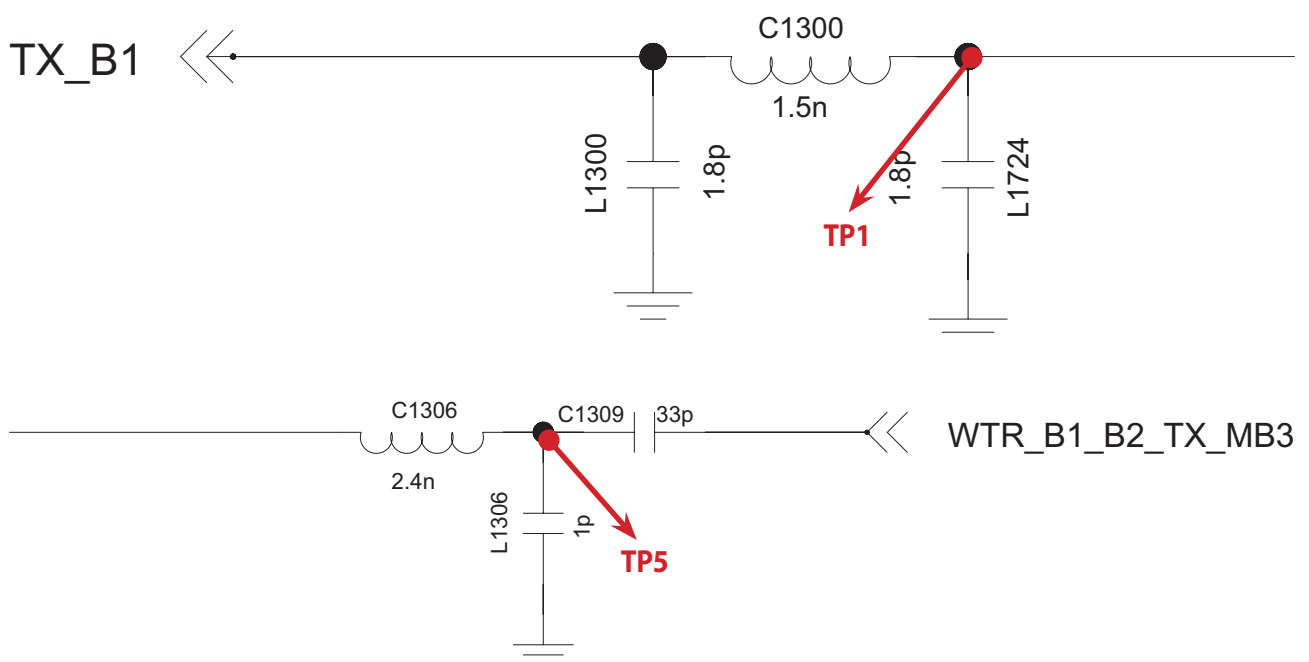 C1300
TX_B1
1.5n
L1300
1.8p
1.8p
L1724
TP1
C1306
C1309
33p
WTR_B1_B2_TX_MB3
2.4n
L1306
1p
TP5